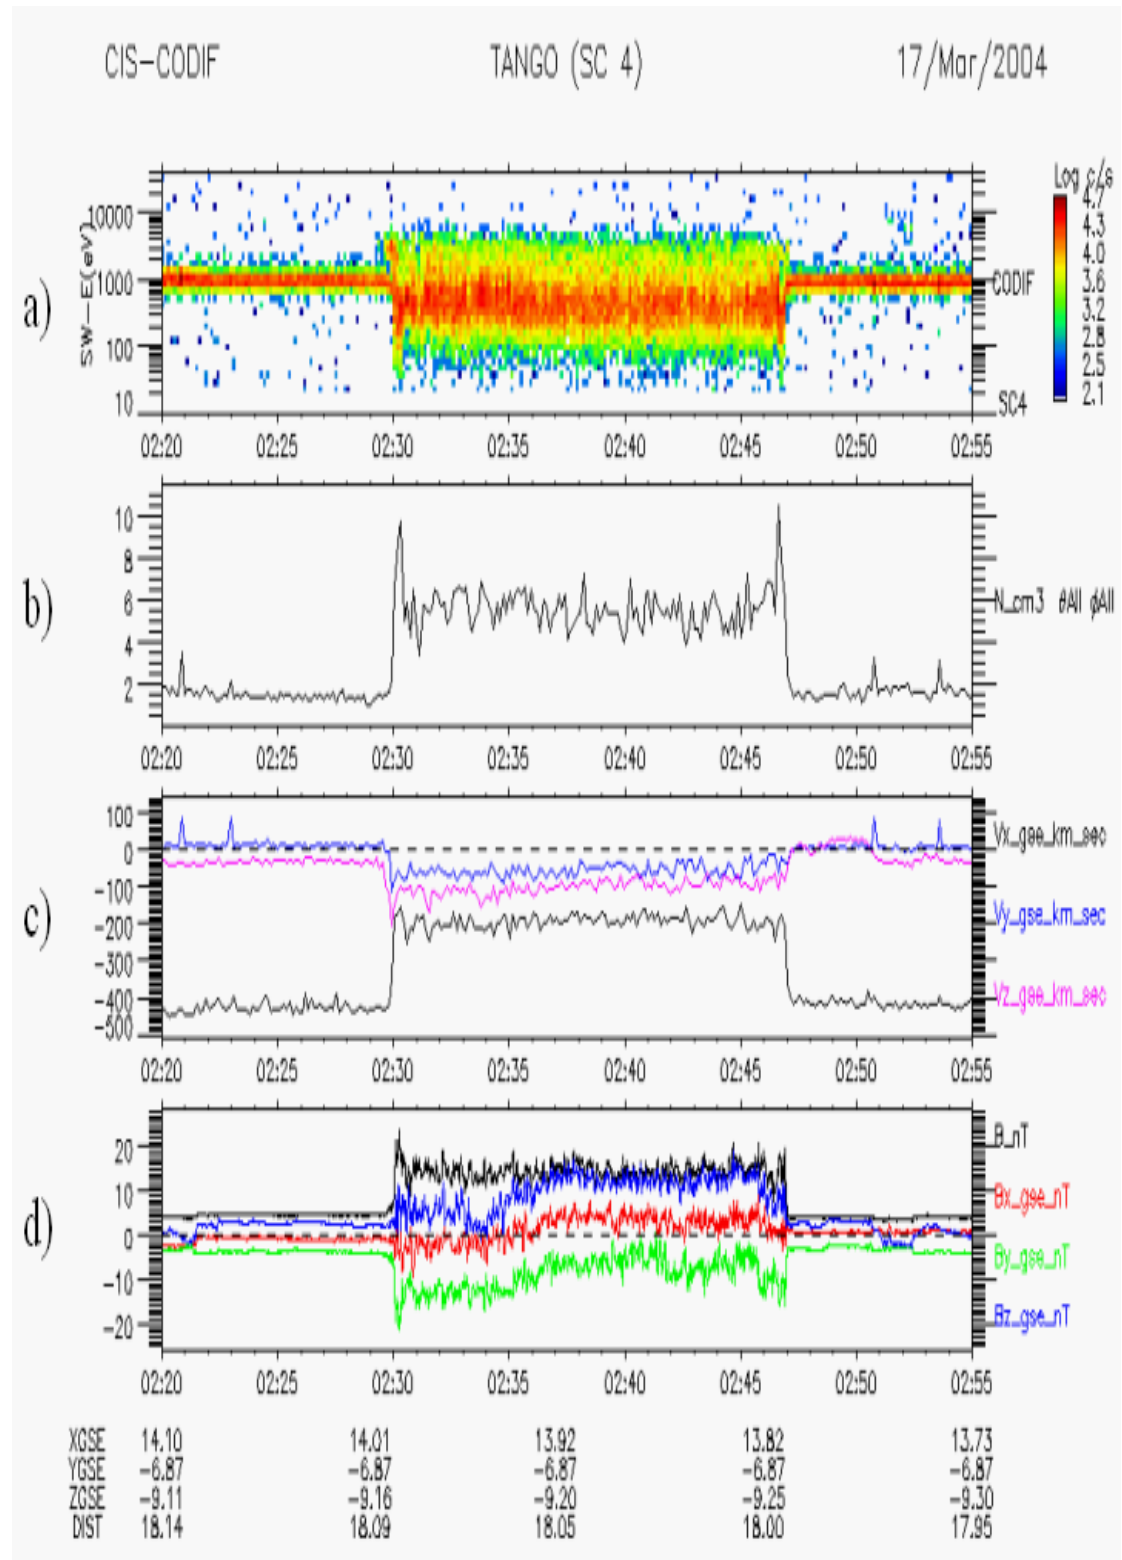 CIS-CODIF TANGO (SC 4) 17/Mar/2004
Log c/s
a)
SW-E(eV)
10000
1000
100
10
CODIF
SC4
4.7
4.3
4.0
3.6
3.2
2.8
2.5
2.1
02:20 02:25 02:30 02:35 02:40 02:45 02:50 02:55
b)
10
8
6
4
2
N_cm3 θAll ϕAll
02:20 02:25 02:30 02:35 02:40 02:45 02:50 02:55
c)
100
0
-100
-200
-300
-400
-500
Vx_gse_km_sec
Vy_gse_km_sec
Vz_gse_km_sec
02:20 02:25 02:30 02:35 02:40 02:45 02:50 02:55
d)
20
10
0
-10
-20
B_nT
Bx_gse_nT
By_gse_nT
Bz_gse_nT
02:20 02:25 02:30 02:35 02:40 02:45 02:50 02:55
XGSE 14.10 14.01 13.92 13.82 13.73
YGSE -6.87 -6.87 -6.87 -6.87 -6.87
ZGSE -9.11 -9.16 -9.20 -9.25 -9.30
DIST 18.14 18.09 18.05 18.00 17.95